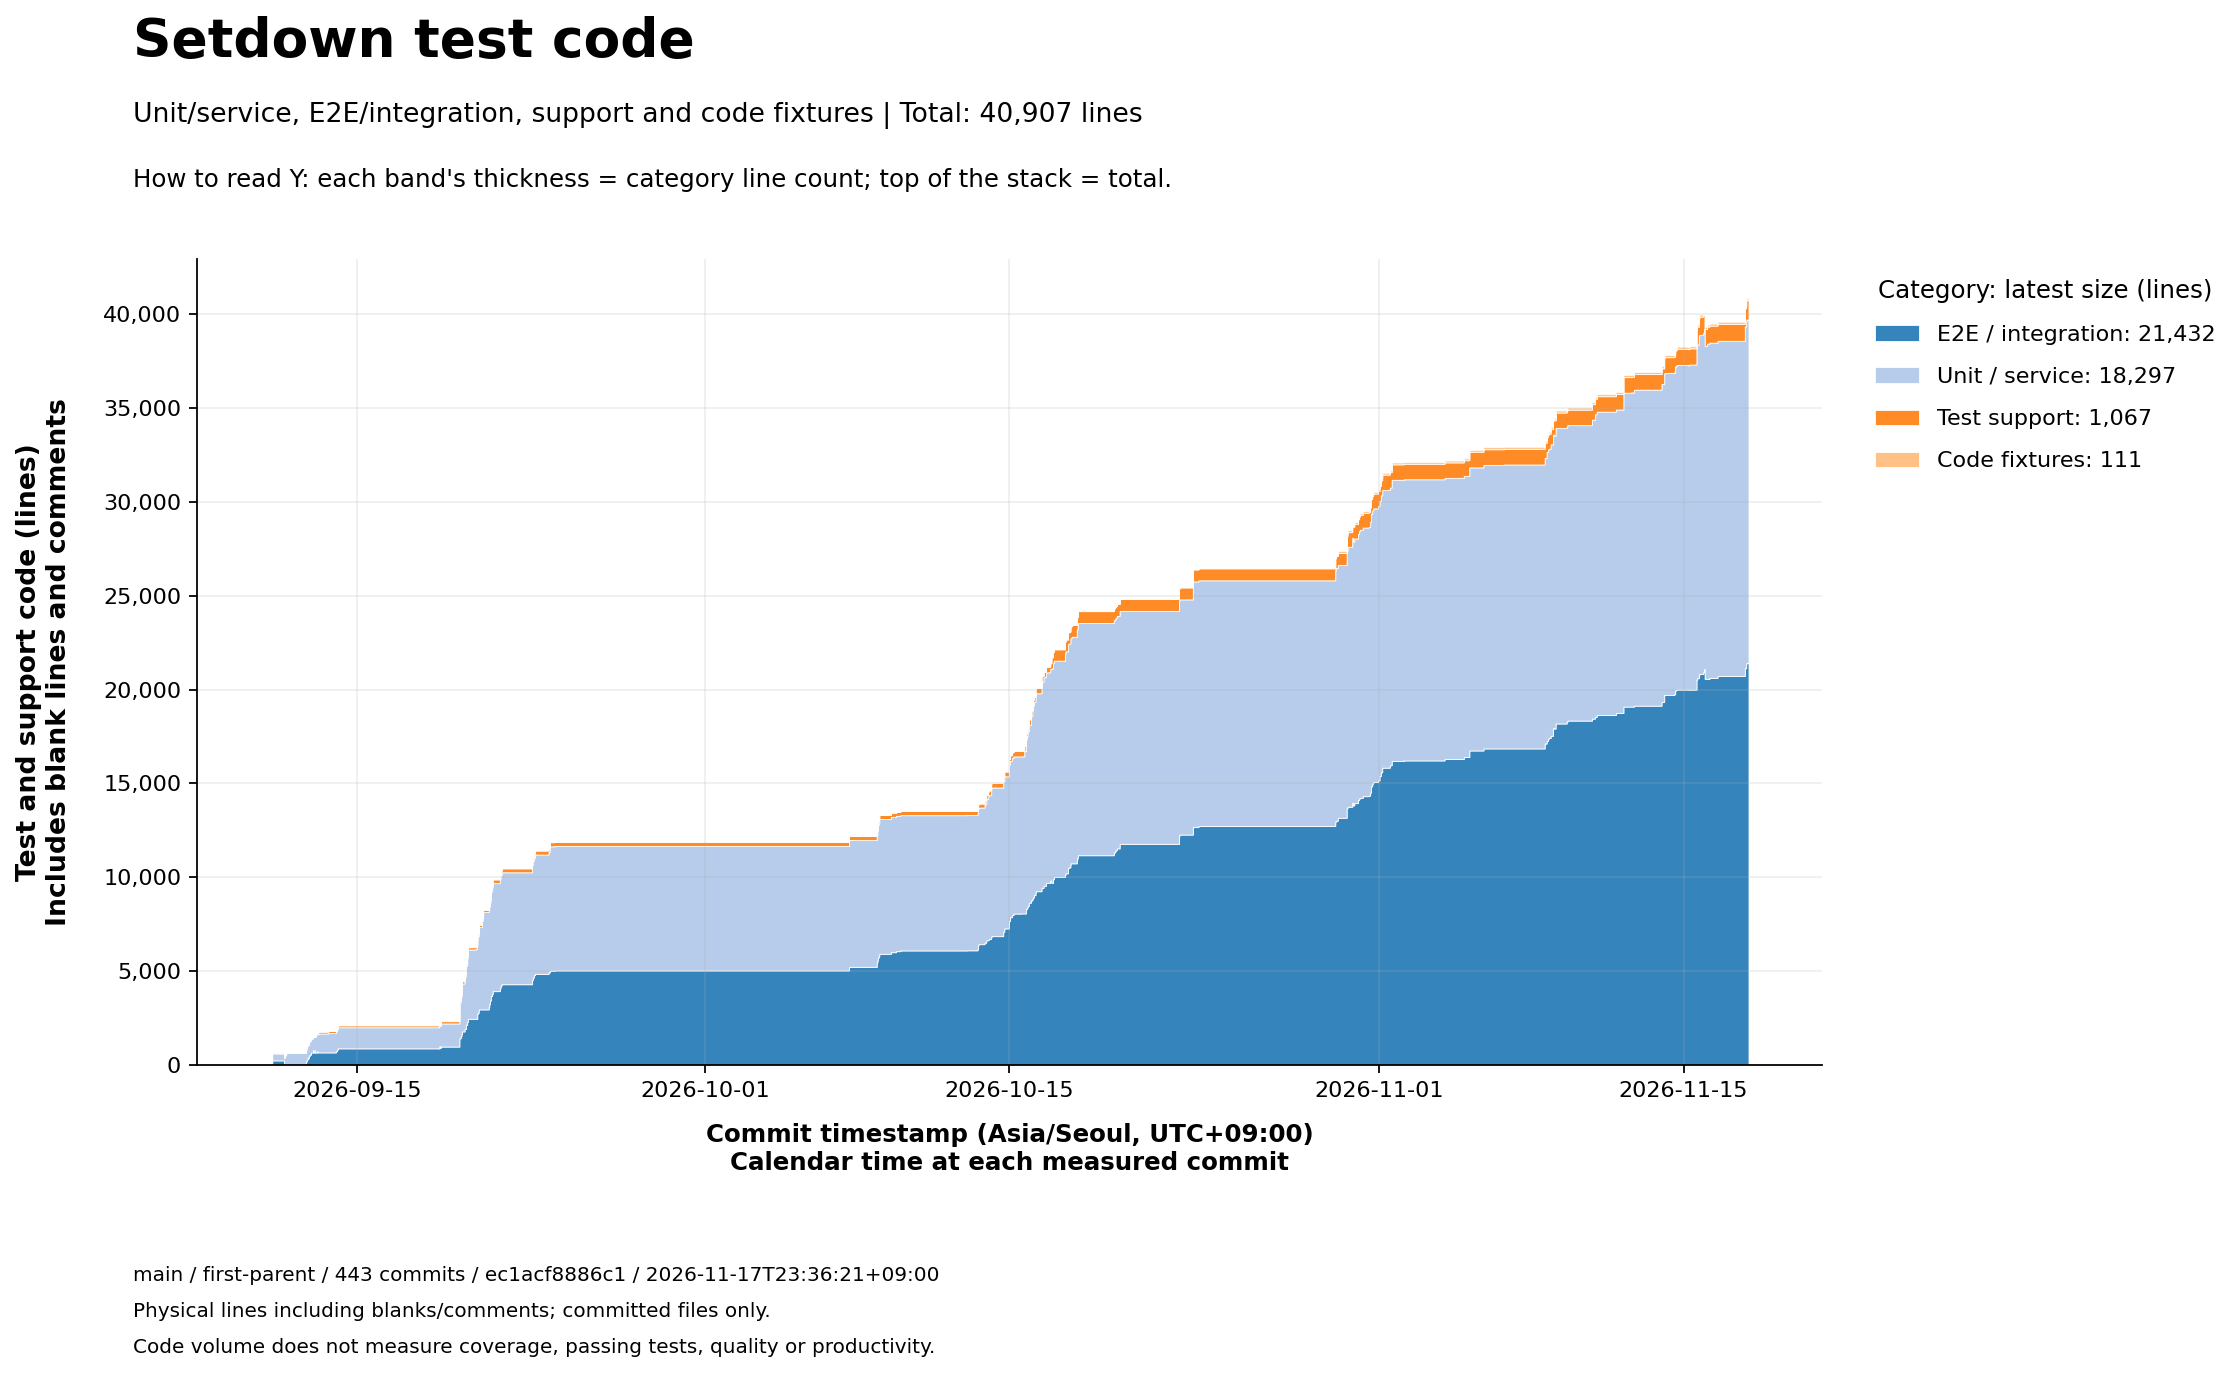 Setdown test code
Unit/service, E2E/integration, support and code fixtures | Total: 40,907 lines
How to read Y: each band's thickness = category line count; top of the stack = total.
Test and support code (lines)
Includes blank lines and comments
40,000
35,000
30,000
25,000
20,000
15,000
10,000
5,000
0
2026-09-15
2026-10-01
2026-10-15
2026-11-01
2026-11-15
Commit timestamp (Asia/Seoul, UTC+09:00)
Calendar time at each measured commit
Category: latest size (lines)
E2E / integration: 21,432
Unit / service: 18,297
Test support: 1,067
Code fixtures: 111
main / first-parent / 443 commits / ec1acf8886c1 / 2026-11-17T23:36:21+09:00
Physical lines including blanks/comments; committed files only.
Code volume does not measure coverage, passing tests, quality or productivity.